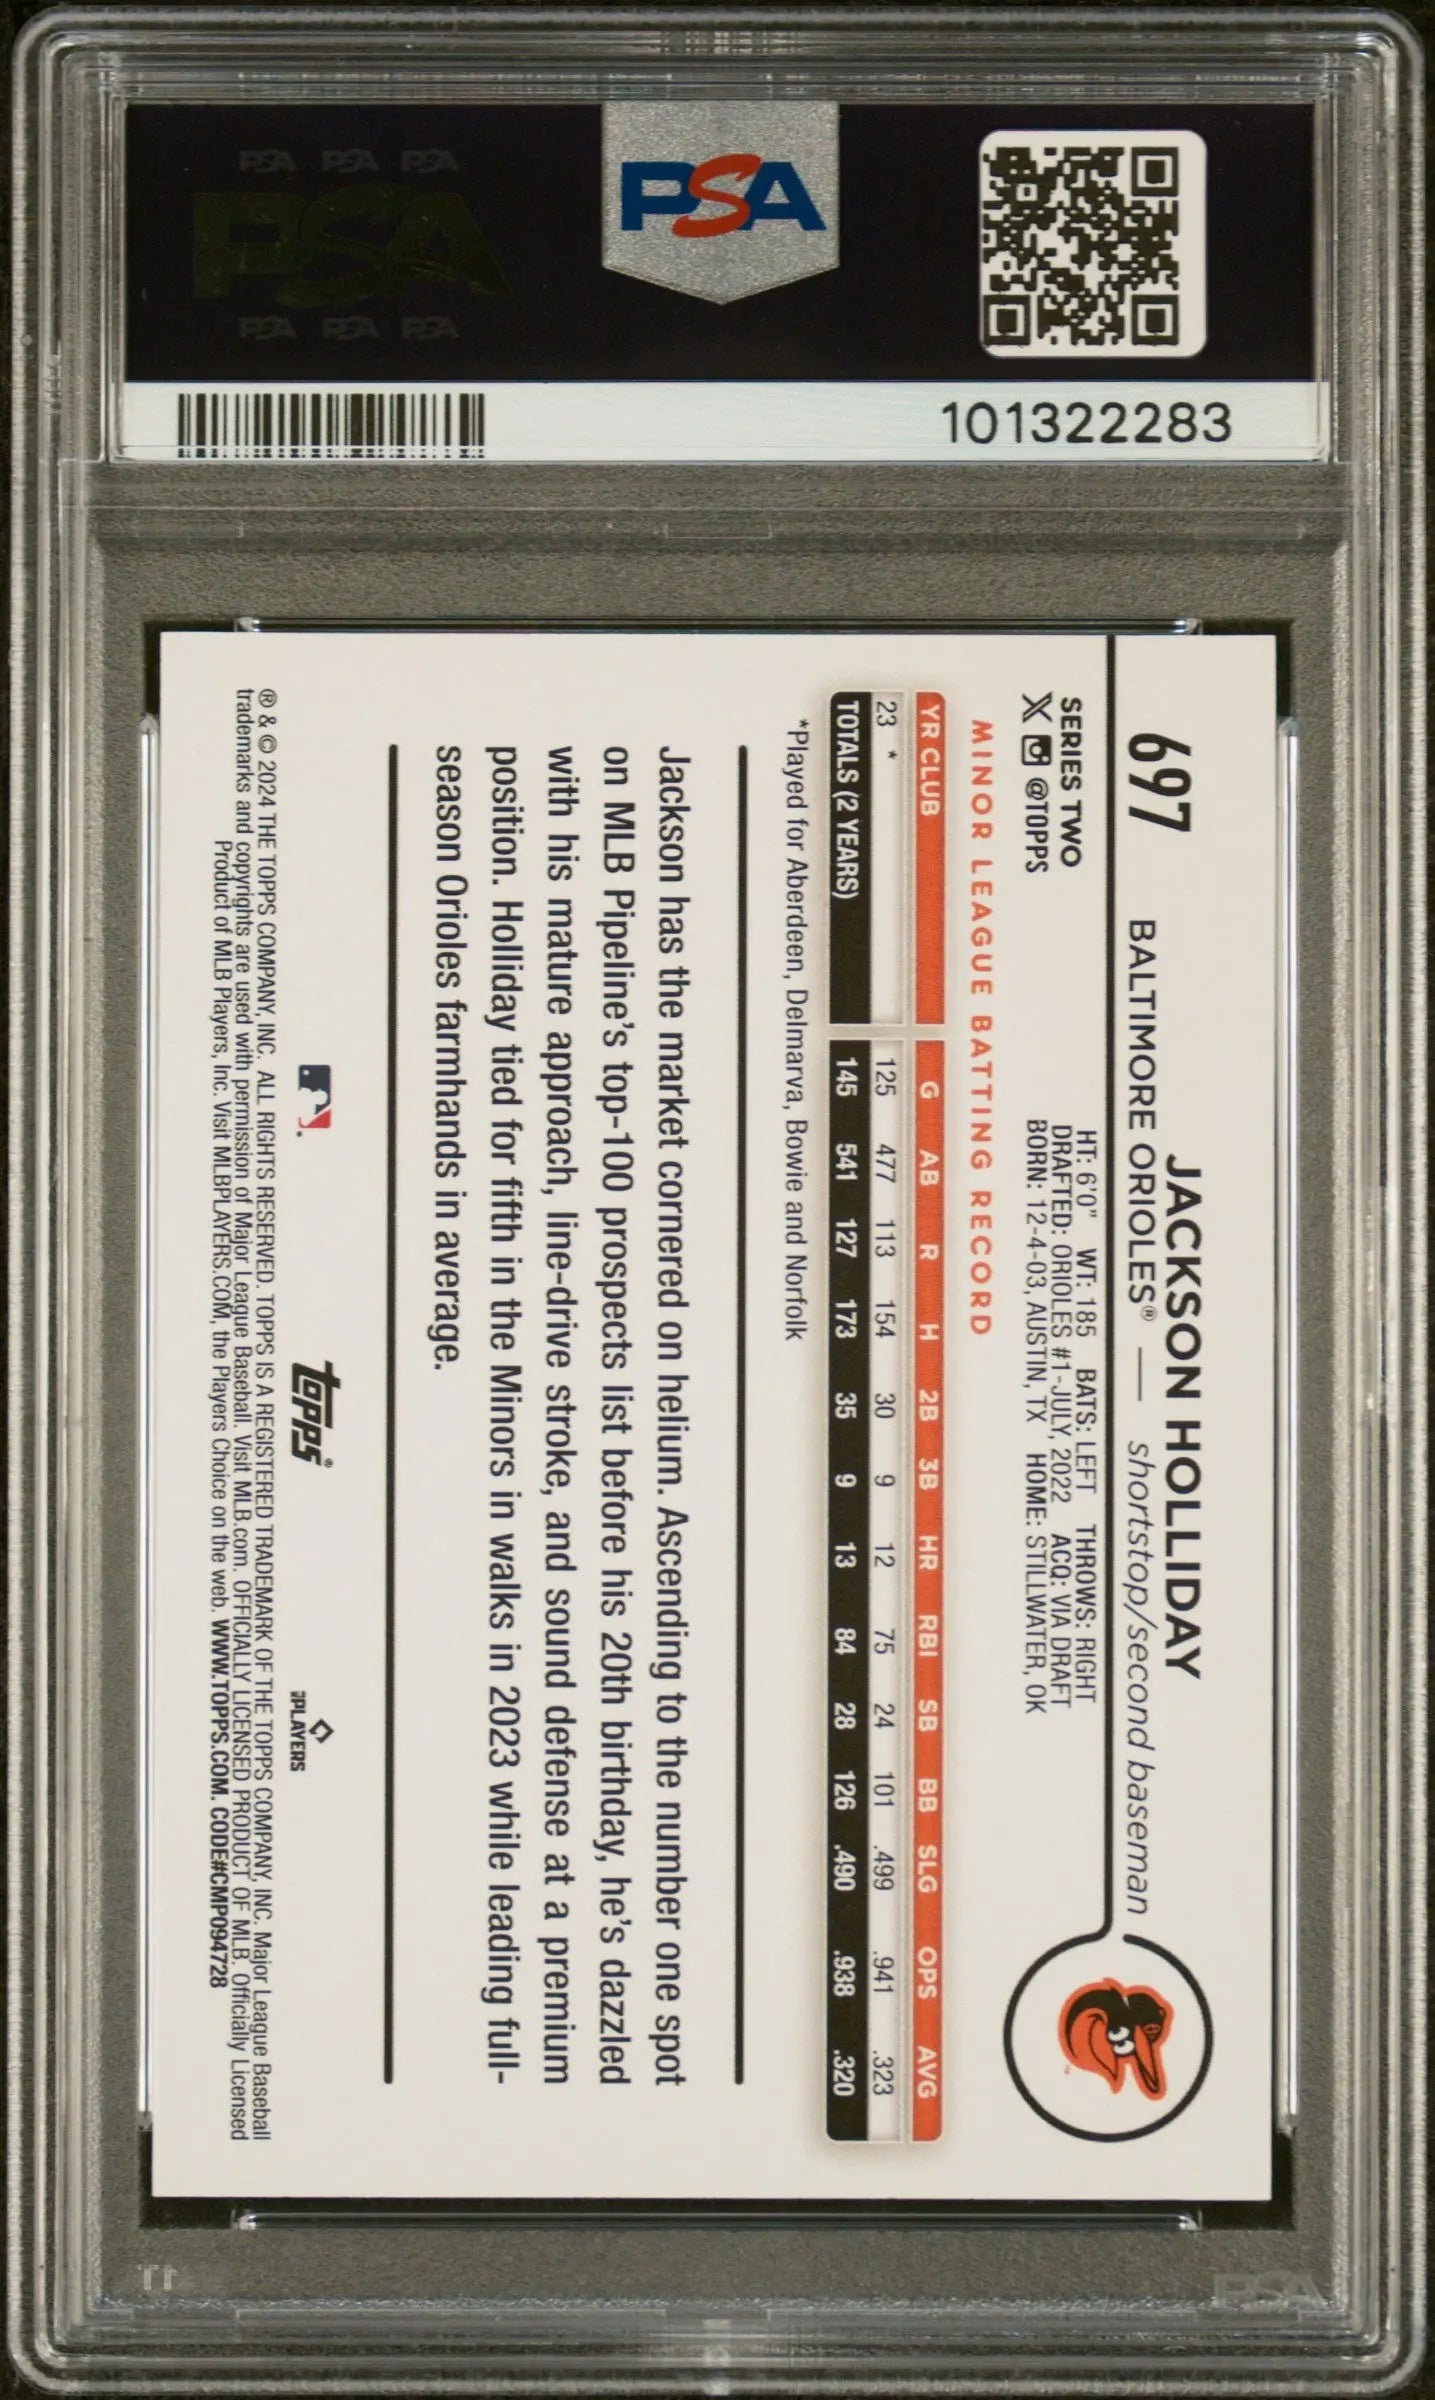 PSA PSA PSA
PSA
PSA PSA PSA
PSA
101322283
697
JACKSON HOLLIDAY
BALTIMORE ORIOLES® — shortstop/second baseman
SERIES TWO
@TOPPS
HT: 6'0" WT: 185 BATS: LEFT THROWS: RIGHT
DRAFTED: ORIOLES #1-JULY, 2022 ACQ: VIA DRAFT
BORN: 12-4-03, AUSTIN, TX HOME: STILLWATER, OK
MINOR LEAGUE BATTING RECORD
YR CLUB G AB R H 2B 3B HR RBI SB BB SLG OPS AVG
23 * 125 477 113 154 30 9 12 75 24 101 .499 .941 .323
TOTALS (2 YEARS) 145 541 127 173 35 9 13 84 28 126 .490 .938 .320
*Played for Aberdeen, Delmarva, Bowie and Norfolk
Jackson has the market cornered on helium. Ascending to the number one spot
on MLB Pipeline's top-100 prospects list before his 20th birthday, he's dazzled
with his mature approach, line-drive stroke, and sound defense at a premium
position. Holliday tied for fifth in the Minors in walks in 2023 while leading full-
season Orioles farmhands in average.
topps®
PLAYERS
® & © 2024 THE TOPPS COMPANY, INC. ALL RIGHTS RESERVED. TOPPS IS A REGISTERED TRADEMARK OF THE TOPPS COMPANY, INC. Major League Baseball
trademarks and copyrights are used with permission of Major League Baseball. Visit MLB.com. OFFICIALLY LICENSED PRODUCT OF MLB. Officially Licensed
Product of MLB Players, Inc. Visit MLBPLAYERS.COM, the Players Choice on the web. WWW.TOPPS.COM. CODE#CMP094728
PSA